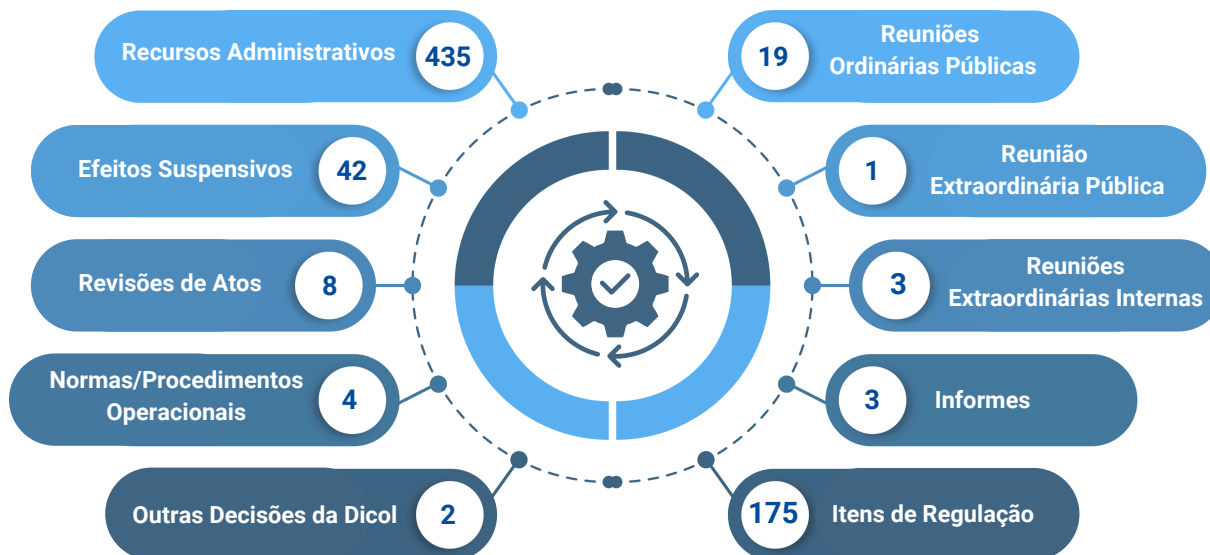 Recursos Administrativos
435
Efeitos Suspensivos
42
Revisões de Atos
8
Normas/Procedimentos
Operacionais
4
Outras Decisões da Dicol
2
19
Reuniões
Ordinárias Públicas
1
Reunião
Extraordinária Pública
3
Reuniões
Extraordinárias Internas
3
Informes
175
Itens de Regulação